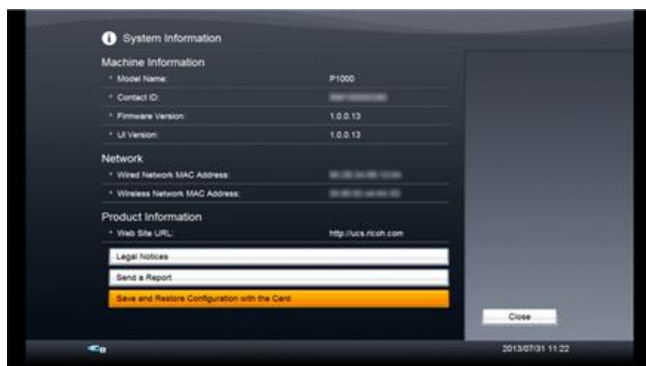 System Information
Machine Information
* Model Name: P1000
* Contact ID:
* Firmware Version: 1.0.0.13
* UI Version: 1.0.0.13
Network
* Wired Network MAC Address:
* Wireless Network MAC Address:
Product Information
* Web Site URL: http://ucs.ricoh.com
Legal Notices
Send a Report
Save and Restore Configuration with the Card
Close
2013/07/31 11:22